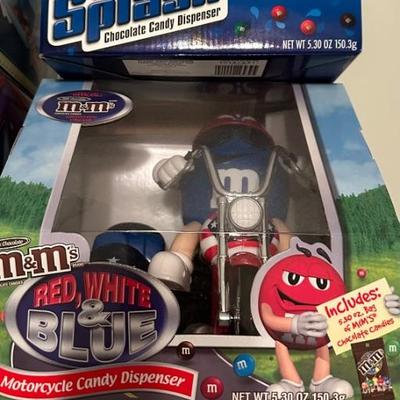 Splash
Chocolate Candy Dispenser
NET WT 5.30 OZ 150.3g
m&m's
m
Chocolate
m&m's
RED, WHITE
&
BLUE
Motorcycle Candy Dispenser
m
Includes:
5.30 oz. Bag
of M&M'S®
Chocolate Candies
m&m's
NET WT 5.30 OZ 150.3g